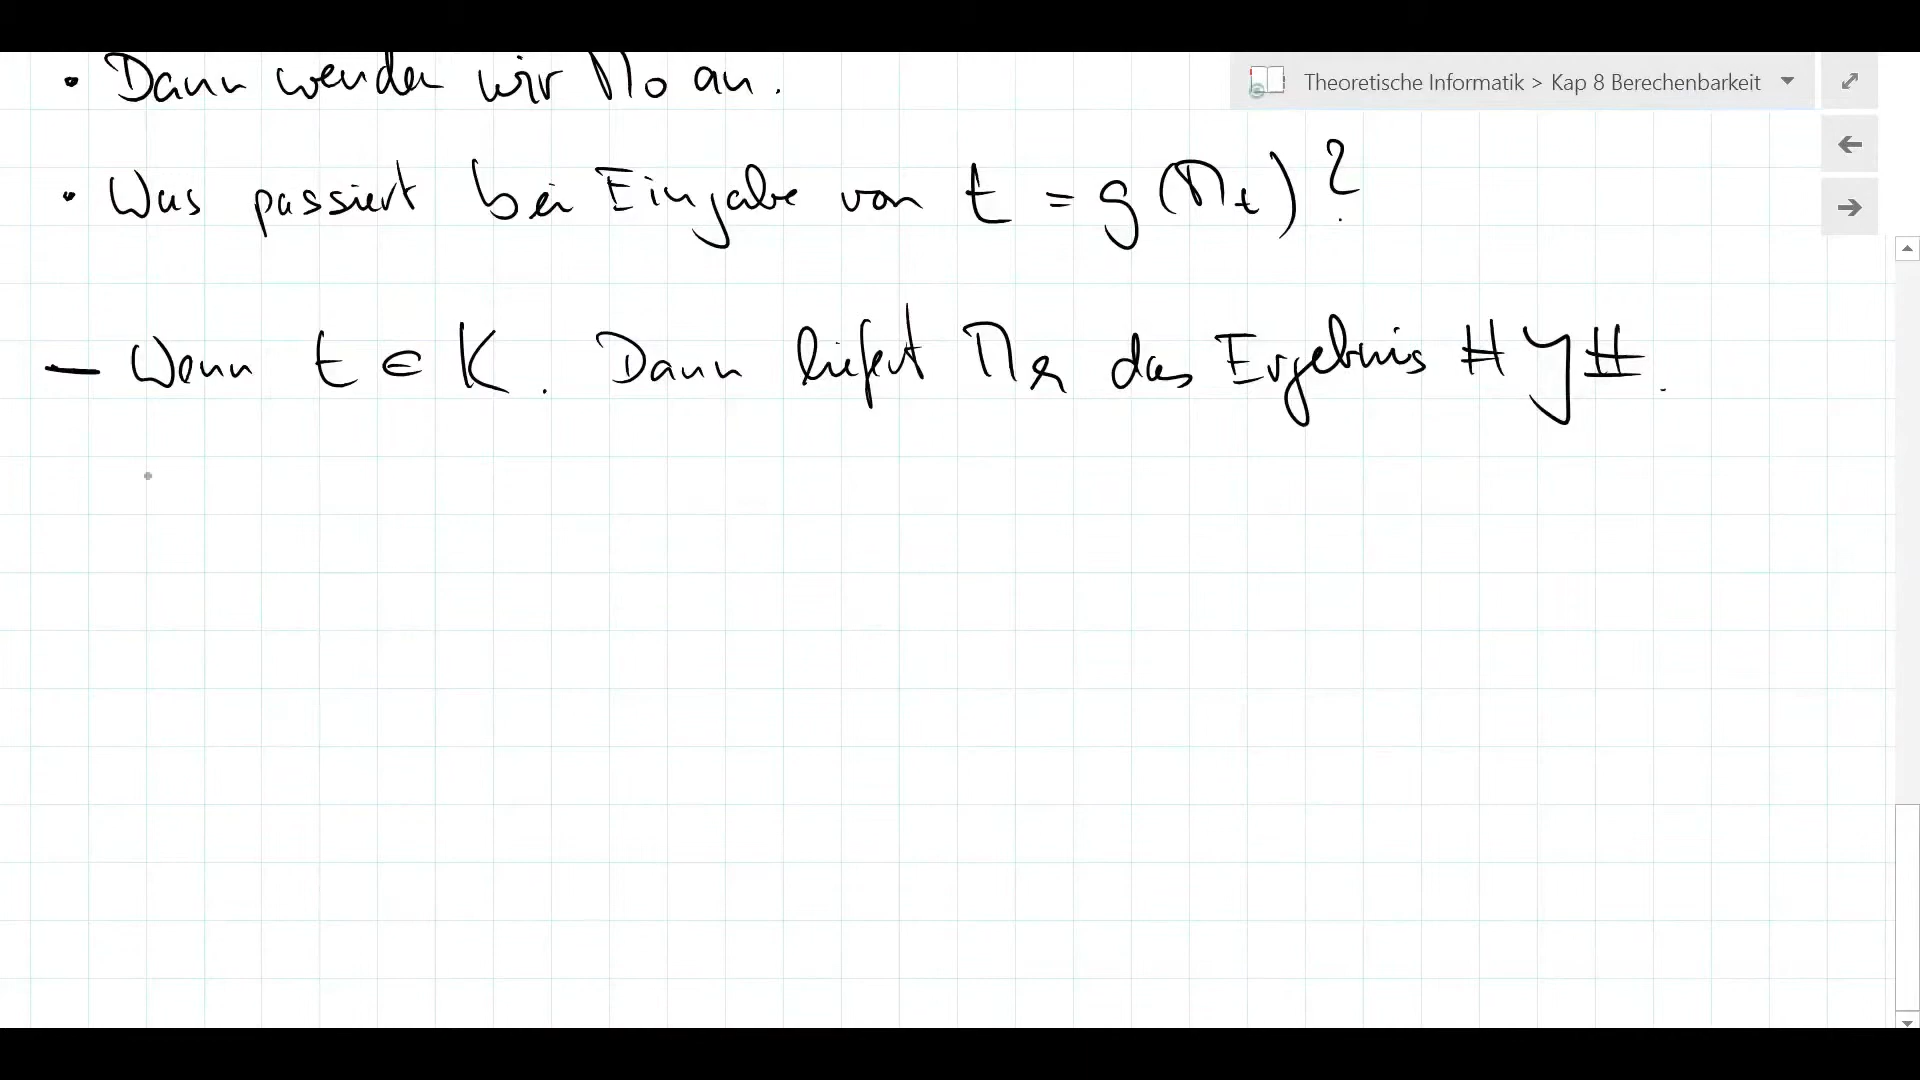 • Dann wenden wir M₀ an.
Theoretische Informatik > Kap 8 Berechenbarkeit
• Was passiert bei Eingabe von t = g(Mₜ)?
— Wenn t ∈ K. Dann liefert M das Ergebnis #Y#.